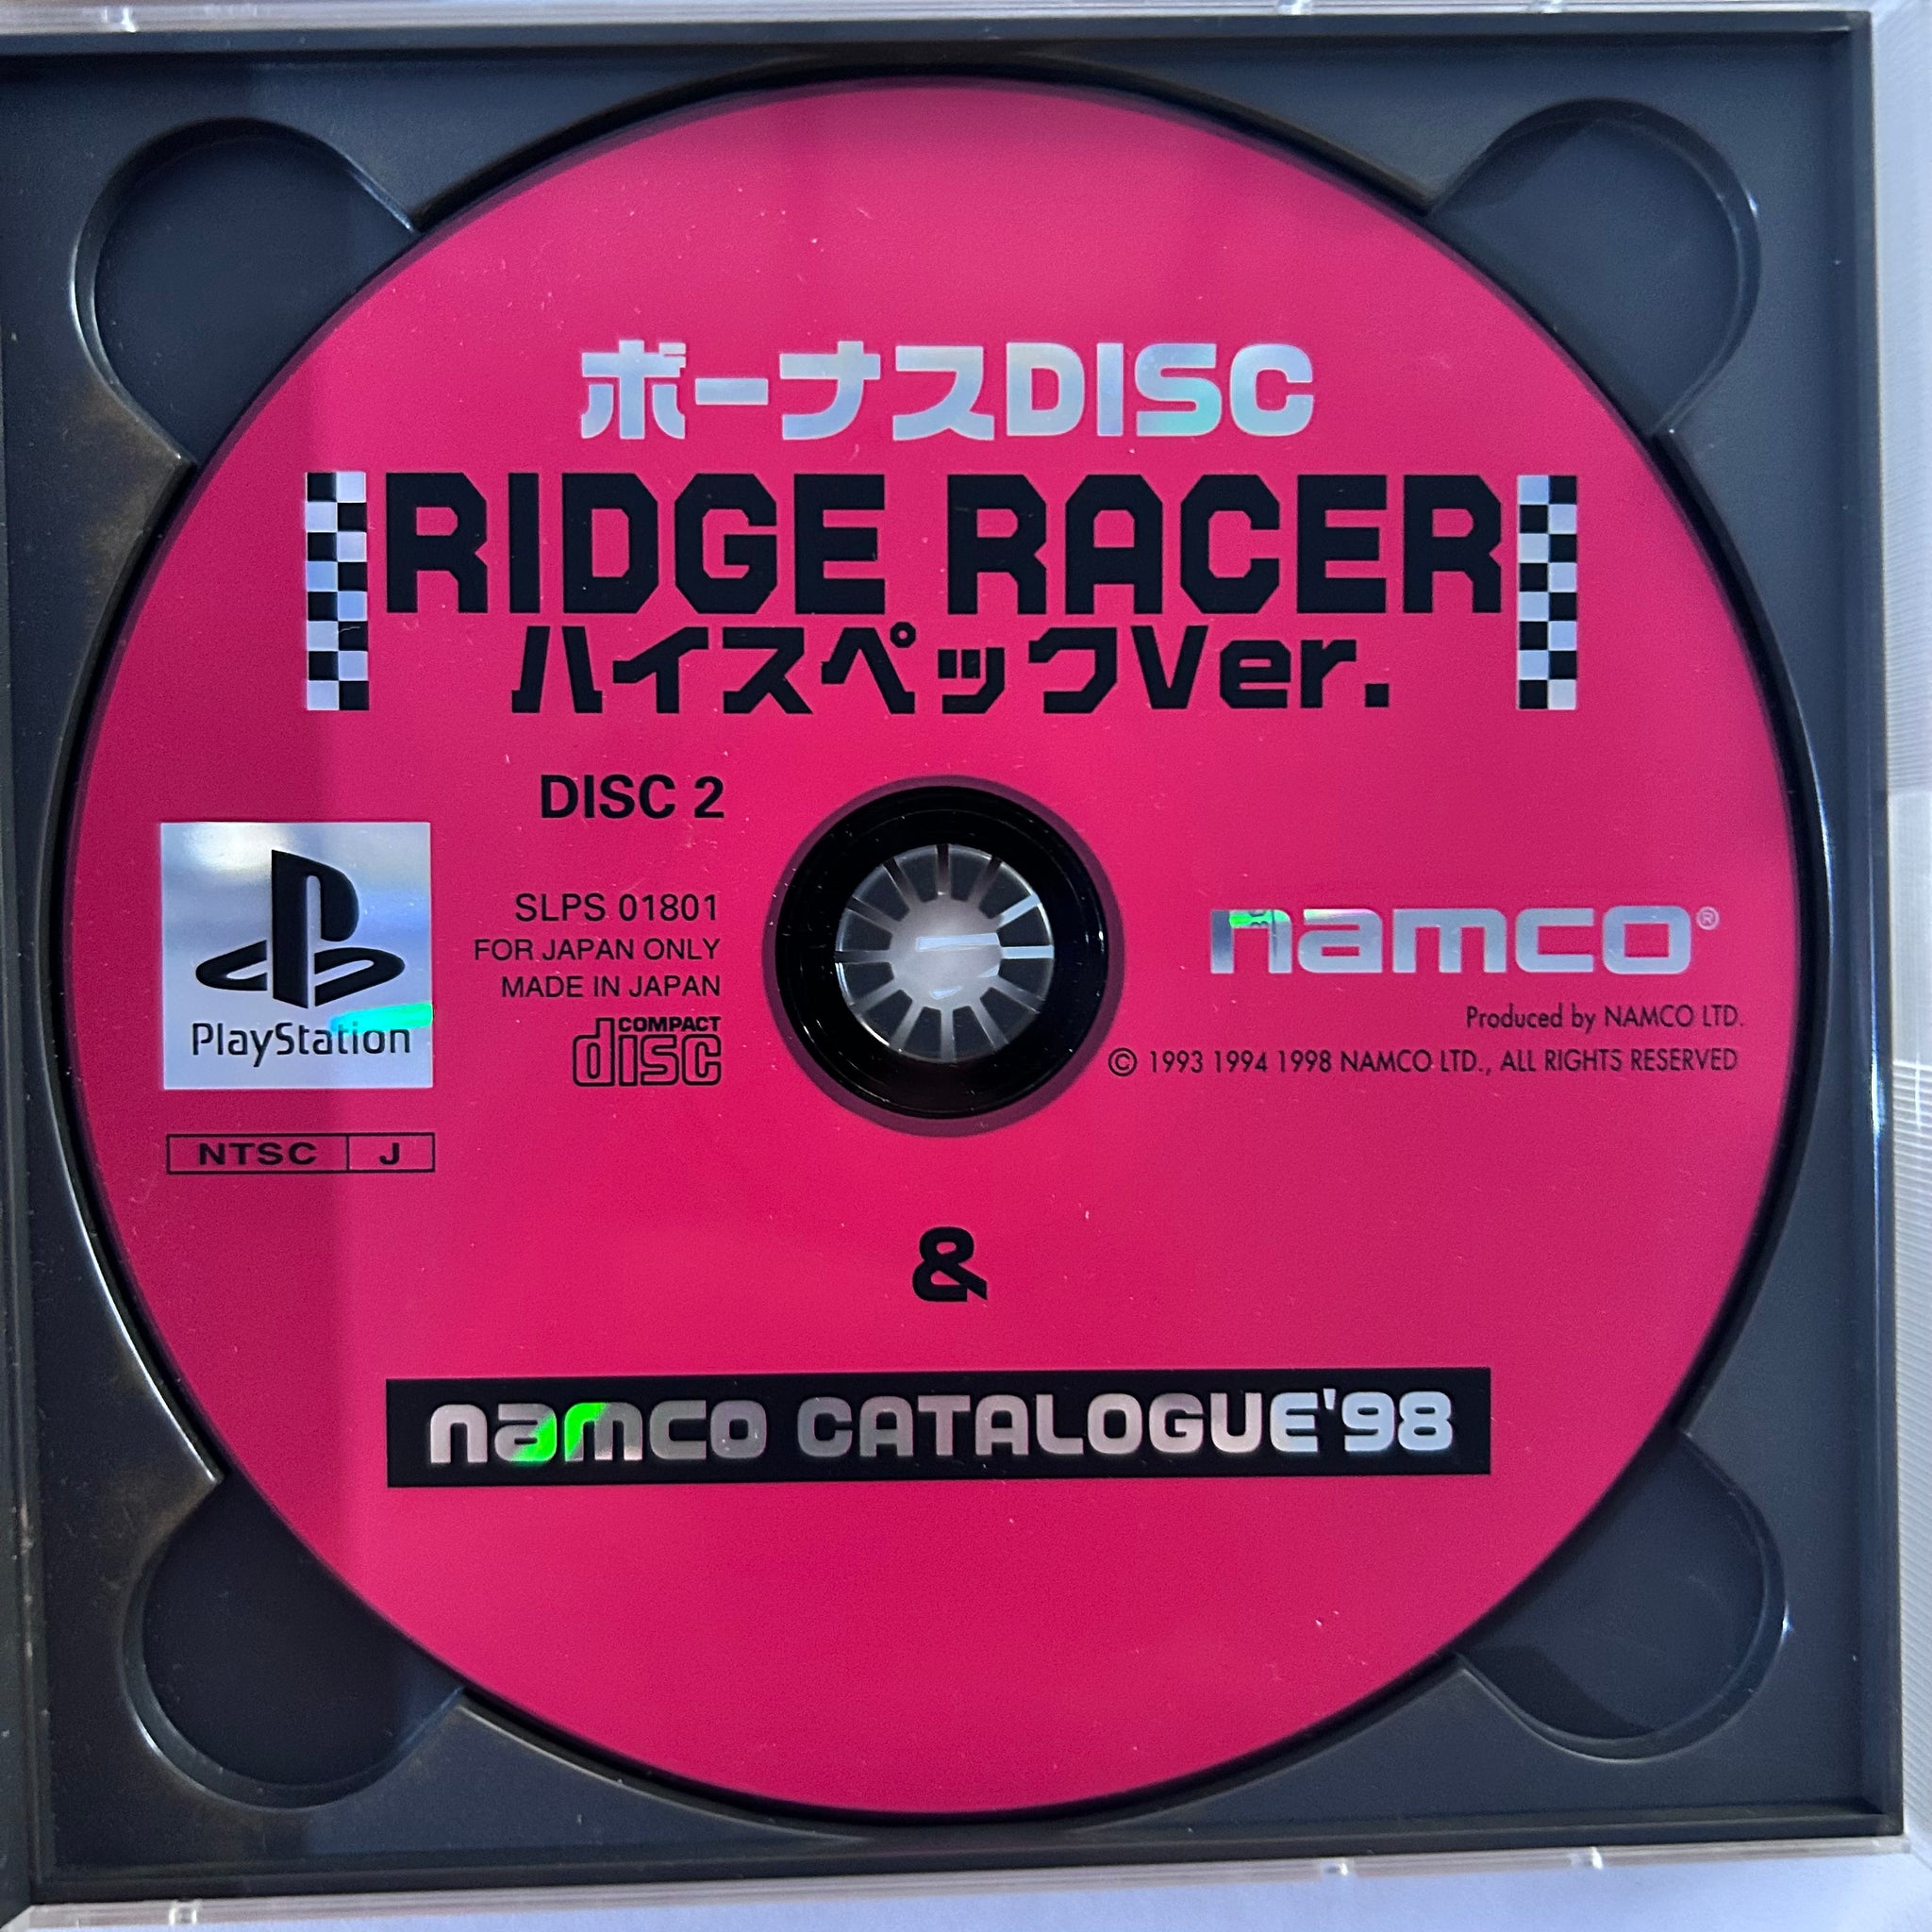 ボーナスDISC
RIDGE RACER
ハイスペックVer.
DISC 2
PlayStation
NTSC J
SLPS 01801
FOR JAPAN ONLY
MADE IN JAPAN
COMPACT
disc
namco®
Produced by NAMCO LTD.
© 1993 1994 1998 NAMCO LTD., ALL RIGHTS RESERVED
&
namco CATALOGUE'98